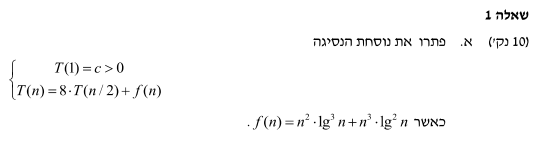 שאלה 1
(10 נק') א. פתרו את נוסחת הנסיגה
T(1) = c > 0
T(n) = 8·T(n/2) + f(n)
כאשר f(n) = n²·lg³ n + n³·lg² n .